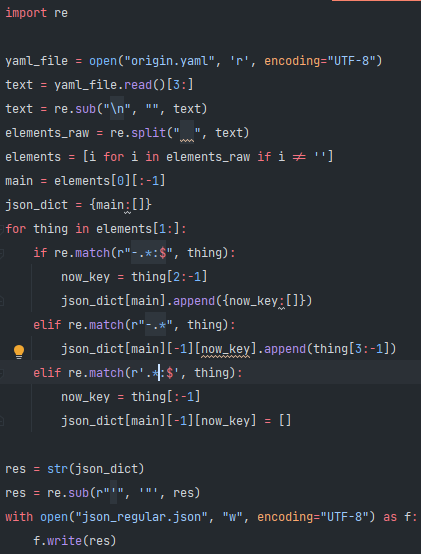 import re

yaml_file = open("origin.yaml", 'r', encoding="UTF-8")
text = yaml_file.read()[3:]
text = re.sub("\n", "", text)
elements_raw = re.split("  ", text)
elements = [i for i in elements_raw if i != '']
main = elements[0][:-1]
json_dict = {main:[]}
for thing in elements[1:]:
    if re.match(r"-.*:$", thing):
        now_key = thing[2:-1]
        json_dict[main].append({now_key:[]})
    elif re.match(r"-.*", thing):
        json_dict[main][-1][now_key].append(thing[3:-1])
    elif re.match(r'.*:$', thing):
        now_key = thing[:-1]
        json_dict[main][-1][now_key] = []

res = str(json_dict)
res = re.sub(r"'", '"', res)
with open("json_regular.json", "w", encoding="UTF-8") as f:
    f.write(res)